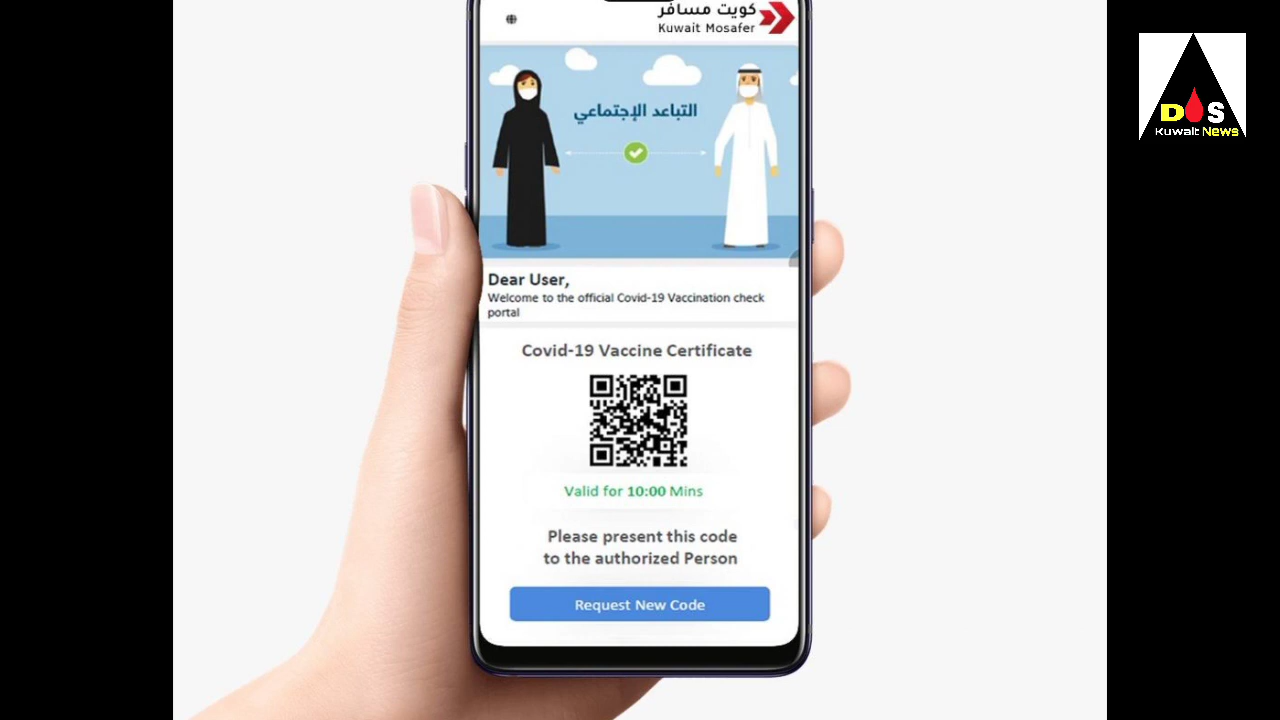 كويت مسافر
Kuwait Mosafer
التباعد الإجتماعي
Dear User,
Welcome to the official Covid-19 Vaccination check
portal
Covid-19 Vaccine Certificate
Valid for 10:00 Mins
Please present this code
to the authorized Person
Request New Code
DOS
Kuwait News